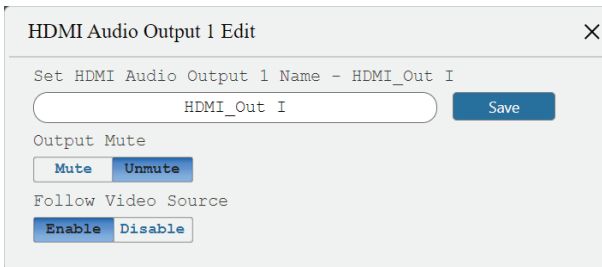 HDMI Audio Output 1 Edit
Set HDMI Audio Output 1 Name – HDMI_Out I
HDMI_Out I Save
Output Mute
Mute Unmute
Follow Video Source
Enable Disable